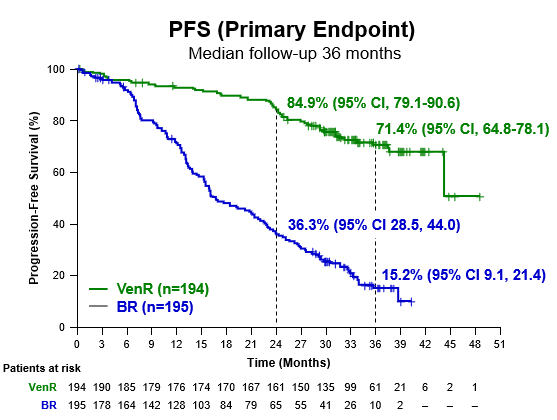 PFS (Primary Endpoint)
Median follow-up 36 months
Progression-Free Survival (%)
100
80
60
40
20
0
84.9% (95% CI, 79.1-90.6)
71.4% (95% CI, 64.8-78.1)
36.3% (95% CI 28.5, 44.0)
15.2% (95% CI 9.1, 21.4)
VenR (n=194)
BR (n=195)
0 3 6 9 12 15 18 21 24 27 30 33 36 39 42 45 48 51
Time (Months)
Patients at risk
VenR 194 190 185 179 176 174 170 167 161 150 135 99 61 21 6 2 1
BR 195 178 164 142 128 103 84 79 65 55 41 26 10 2 – – –